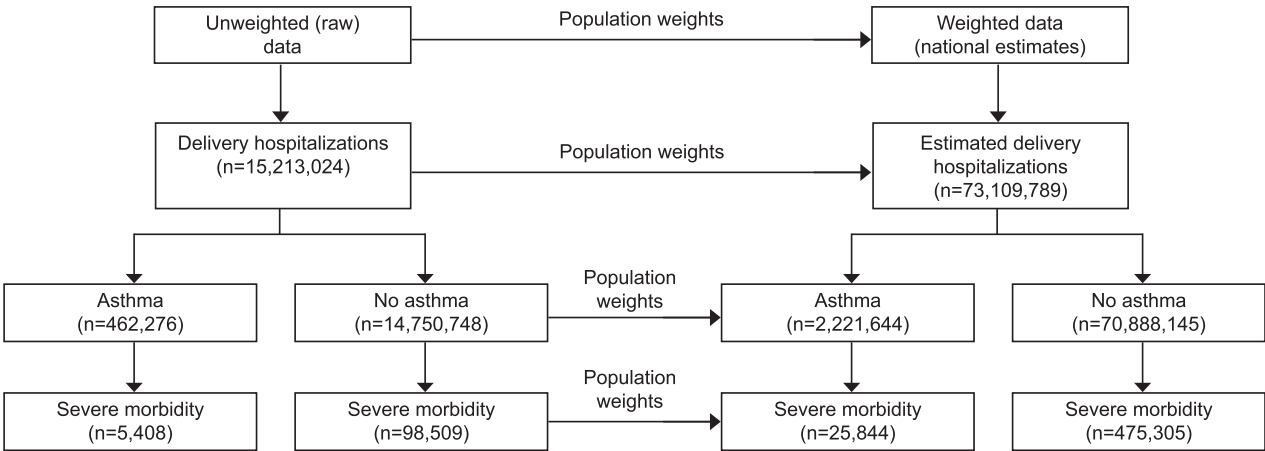 Unweighted (raw)
data
Population weights
Weighted data
(national estimates)
Delivery hospitalizations
(n=15,213,024)
Population weights
Estimated delivery
hospitalizations
(n=73,109,789)
Asthma
(n=462,276)
No asthma
(n=14,750,748)
Population
weights
Asthma
(n=2,221,644)
No asthma
(n=70,888,145)
Severe morbidity
(n=5,408)
Severe morbidity
(n=98,509)
Population
weights
Severe morbidity
(n=25,844)
Severe morbidity
(n=475,305)